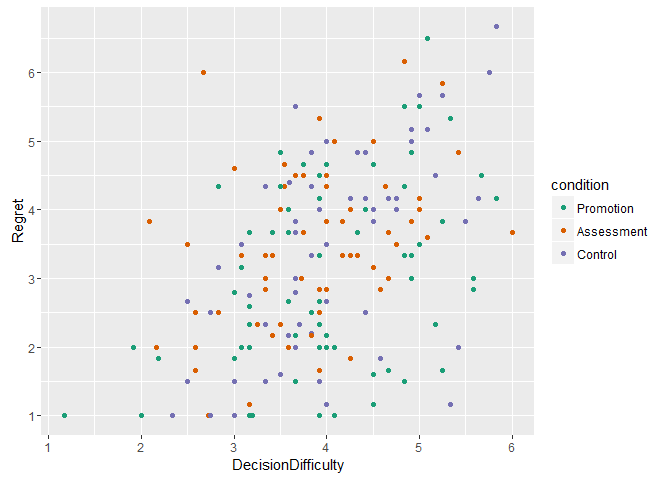 6
5
4
3
2
1
Regret
1 2 3 4 5 6
DecisionDifficulty
condition
Promotion
Assessment
Control